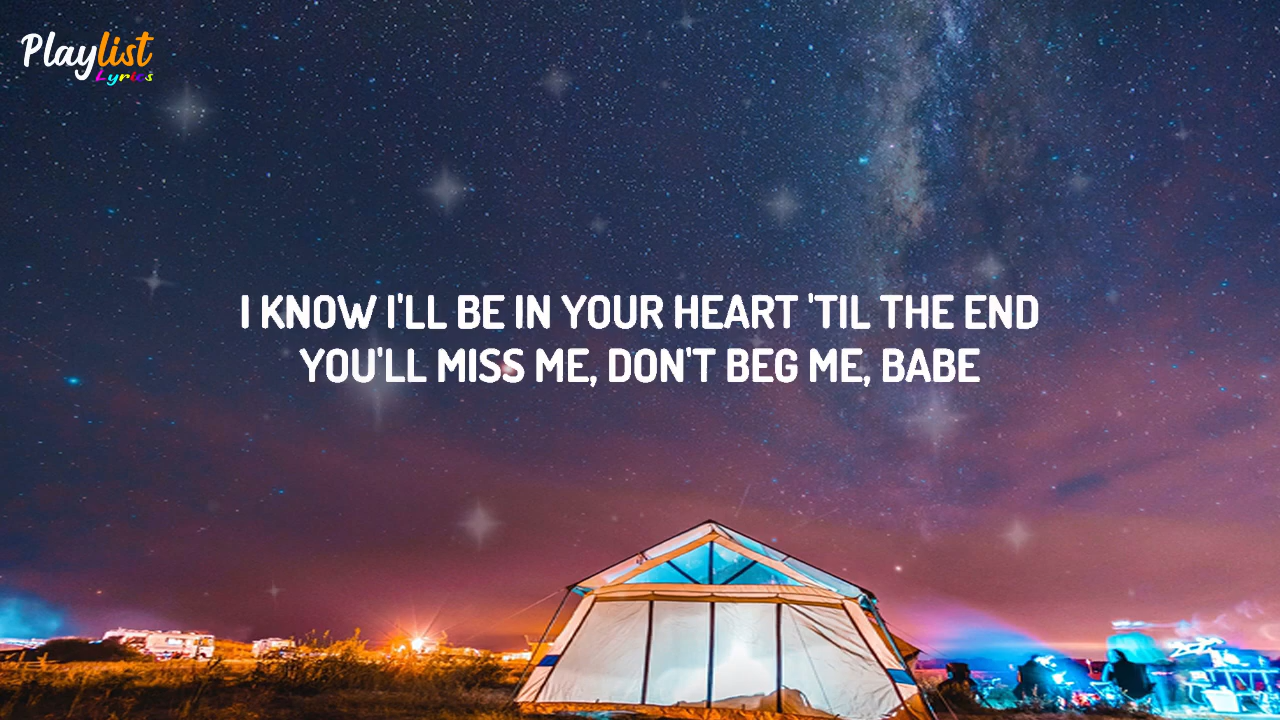 Playlist
Lyrics
I KNOW I'LL BE IN YOUR HEART 'TIL THE END
YOU'LL MISS ME, DON'T BEG ME, BABE